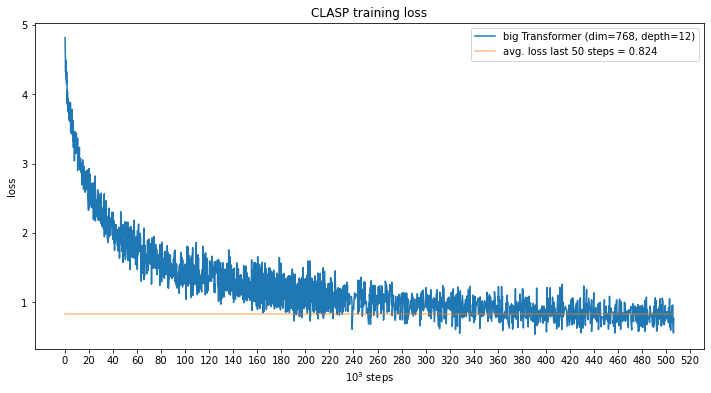 CLASP training loss
big Transformer (dim=768, depth=12)
avg. loss last 50 steps = 0.824
loss
5
4
3
2
1
0 20 40 60 80 100 120 140 160 180 200 220 240 260 280 300 320 340 360 380 400 420 440 460 480 500 520
10³ steps